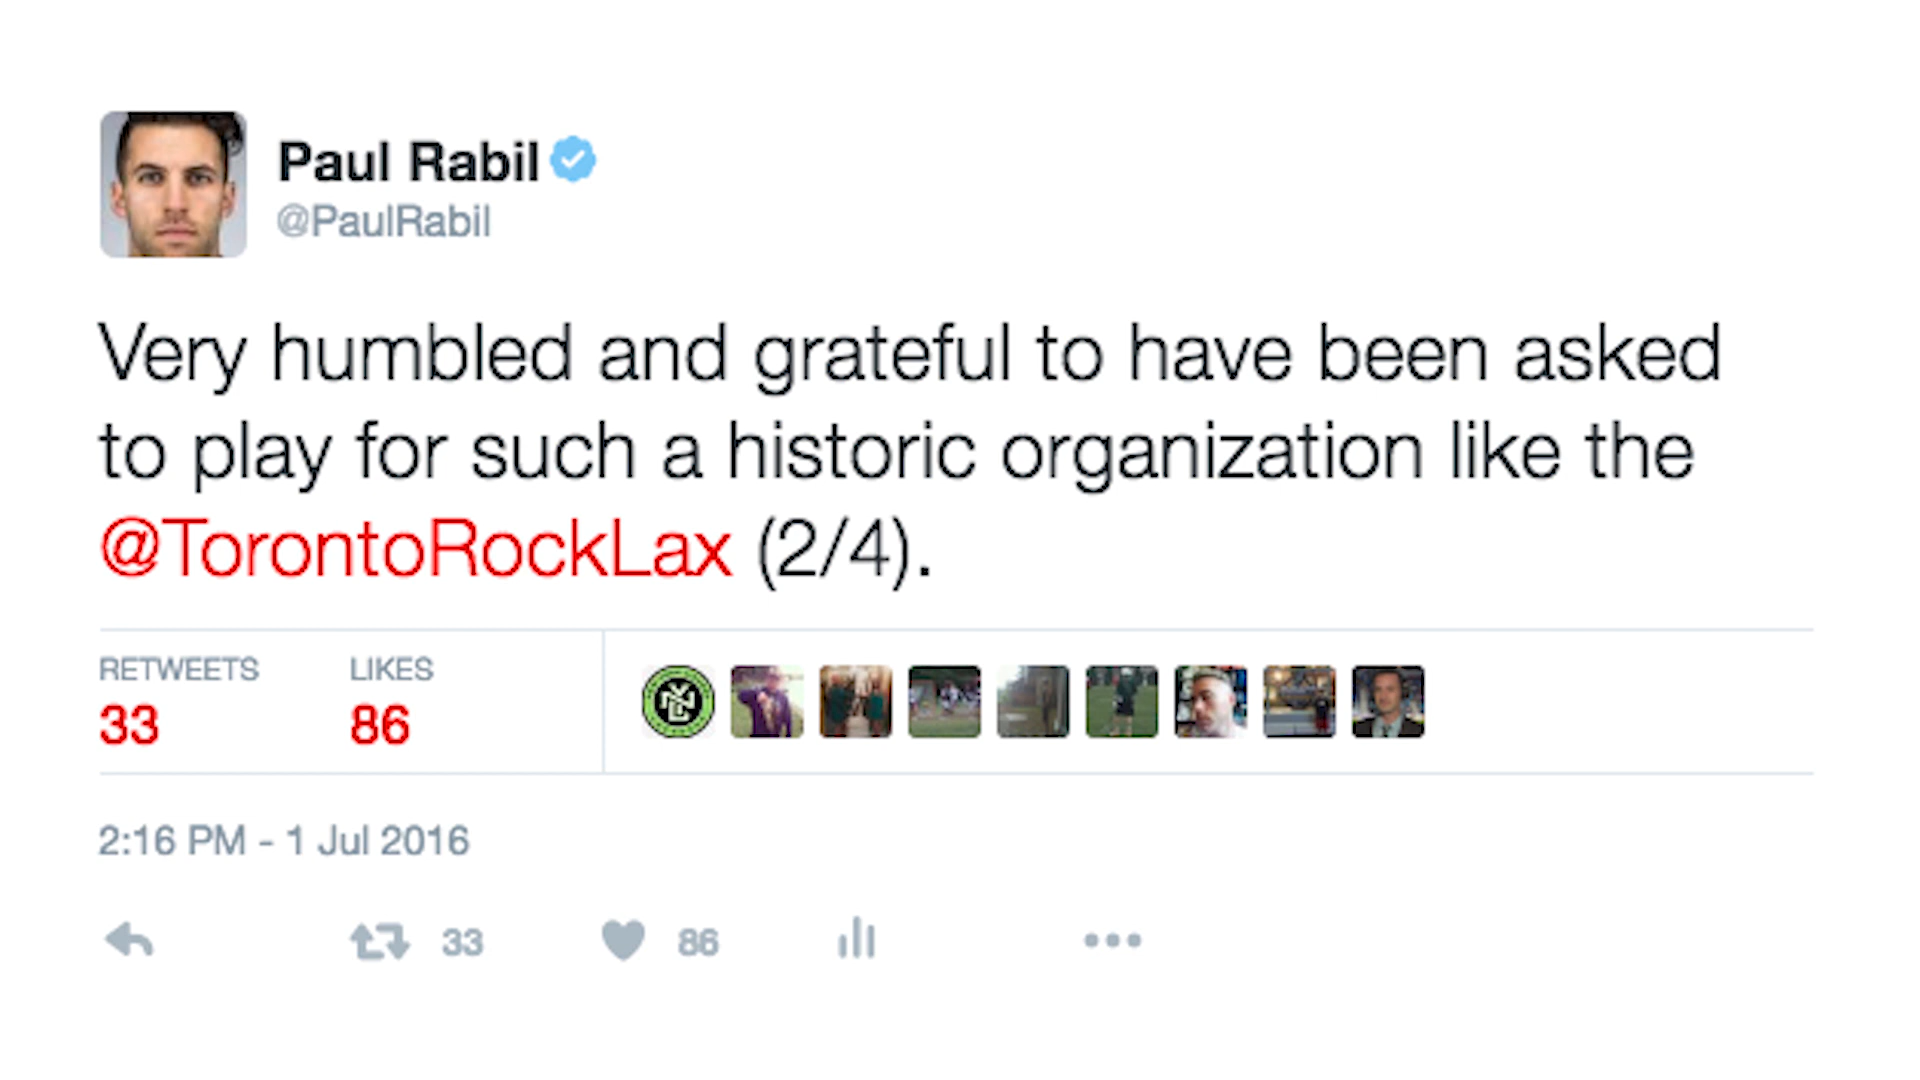 Paul Rabil
@PaulRabil
Very humbled and grateful to have been asked
to play for such a historic organization like the
@TorontoRockLax (2/4).
RETWEETS LIKES
33 86
2:16 PM - 1 Jul 2016
33 86